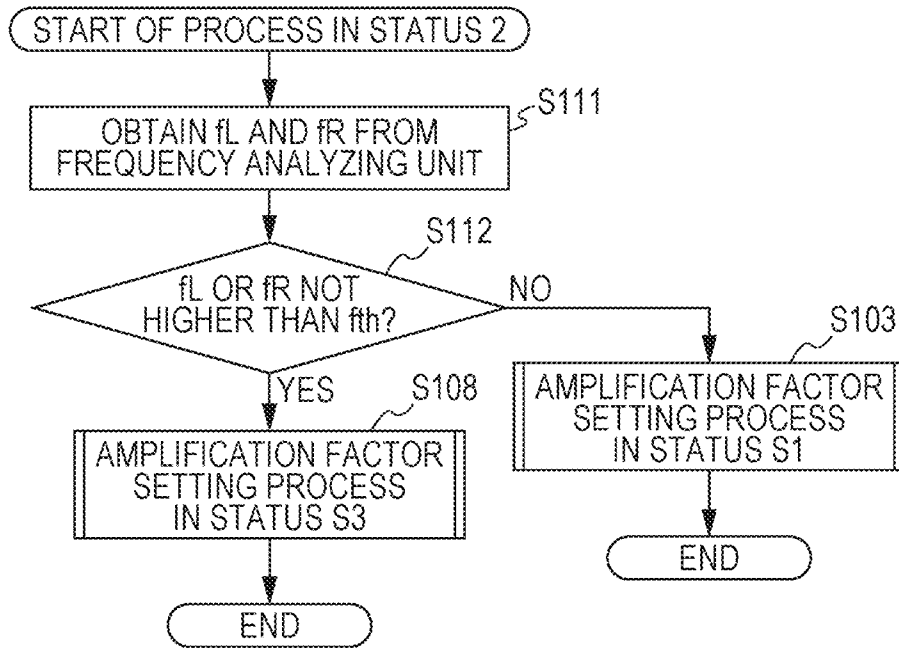 START OF PROCESS IN STATUS 2
S111
OBTAIN fL AND fR FROM
FREQUENCY ANALYZING UNIT
S112
fL OR fR NOT
HIGHER THAN fth?
NO
YES
S103
AMPLIFICATION FACTOR
SETTING PROCESS
IN STATUS S1
END
S108
AMPLIFICATION FACTOR
SETTING PROCESS
IN STATUS S3
END